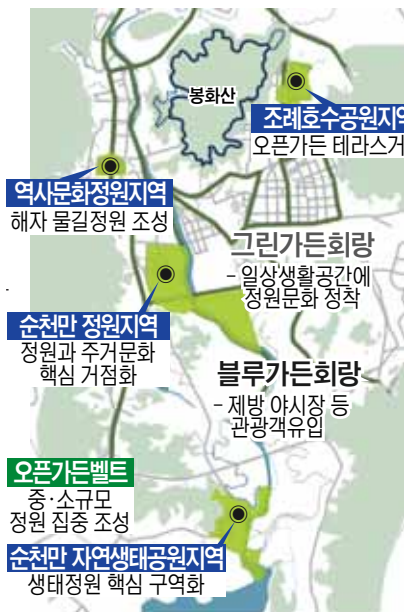 봉화산
조례호수공원지역
오픈가든 테라스거
역사문화정원지역
해자 물길정원 조성
그린가든회랑
- 일상생활공간에
정원문화 정착
순천만 정원지역
정원과 주거문화
핵심 거점화
블루가든회랑
- 제방 야시장 등
관광객유입
오픈가든벨트
중·소규모
정원 집중 조성
순천만 자연생태공원지역
생태정원 핵심 구역화